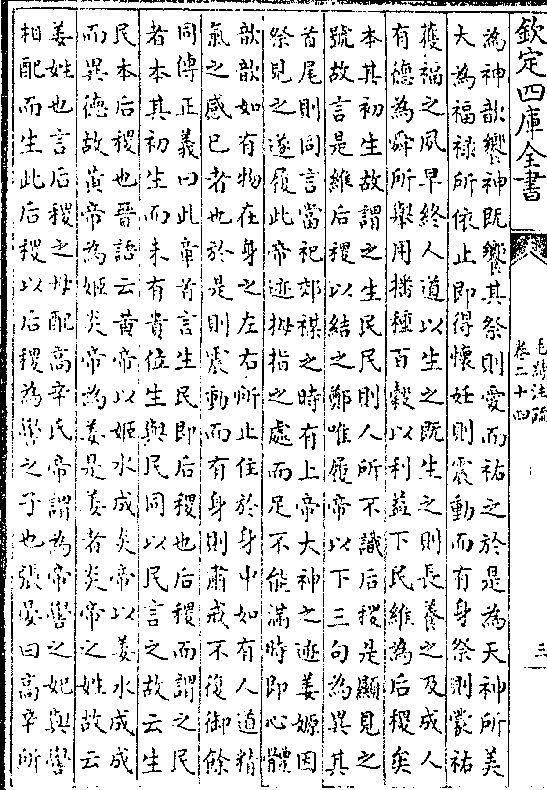 欽定四庫全書
毛詩注疏
卷二十四
三
為神歆饗神既饗其祭則愛而祐之於是為天神所美
大為福禄所依止即得懷妊則震動而有身祭則蒙祐
獲福之夙早終人道以生之既生之則長養之及成人
有德為舜所舉用播種百穀以利益下民維為后稷矣
本其初生故謂之生民民則人所不識后稷是顯見之
號故言是維后稷以結之鄭唯履帝以下三句為異其
首尾則同言當祀郊禖之時有上帝大神之迹姜嫄因
祭見之遂履此帝迹拇指之處而足不能滿時即心體
歆歆如有物在身之左右所止住於身中如有人道精
氣之感已者也於是則震動而有身則肅戒不復御餘
同傳正義曰此章首言生民即后稷也后稷而謂之民
者本其初生而未有貴位生與民同以民言之故云生
民本后稷也晉語云黄帝以姬水成炎帝以姜水成成
而異德故黄帝為姬炎帝為姜是姜者炎帝之姓故云
姜姓也言后稷之母配高辛氏帝謂為帝嚳之妃與嚳
相配而生此后稷以后稷為嚳之子也張晏曰高辛所